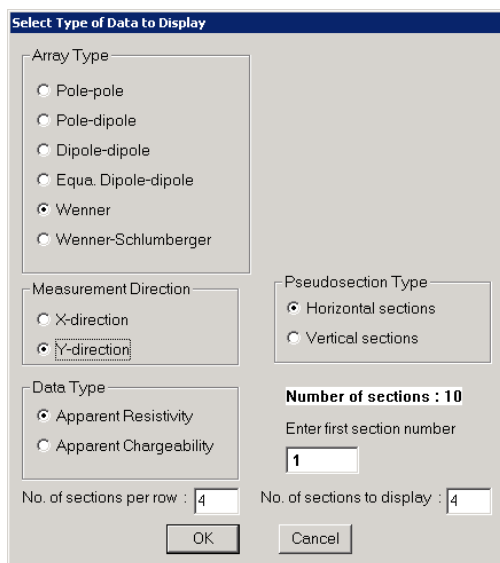 Select Type of Data to Display
Array Type
Pole-pole
Pole-dipole
Dipole-dipole
Equa. Dipole-dipole
Wenner
Wenner-Schlumberger
Measurement Direction
X-direction
Y-direction
Pseudosection Type
Horizontal sections
Vertical sections
Data Type
Apparent Resistivity
Apparent Chargeability
Number of sections : 10
Enter first section number
1
No. of sections per row : 4
No. of sections to display : 4
OK
Cancel